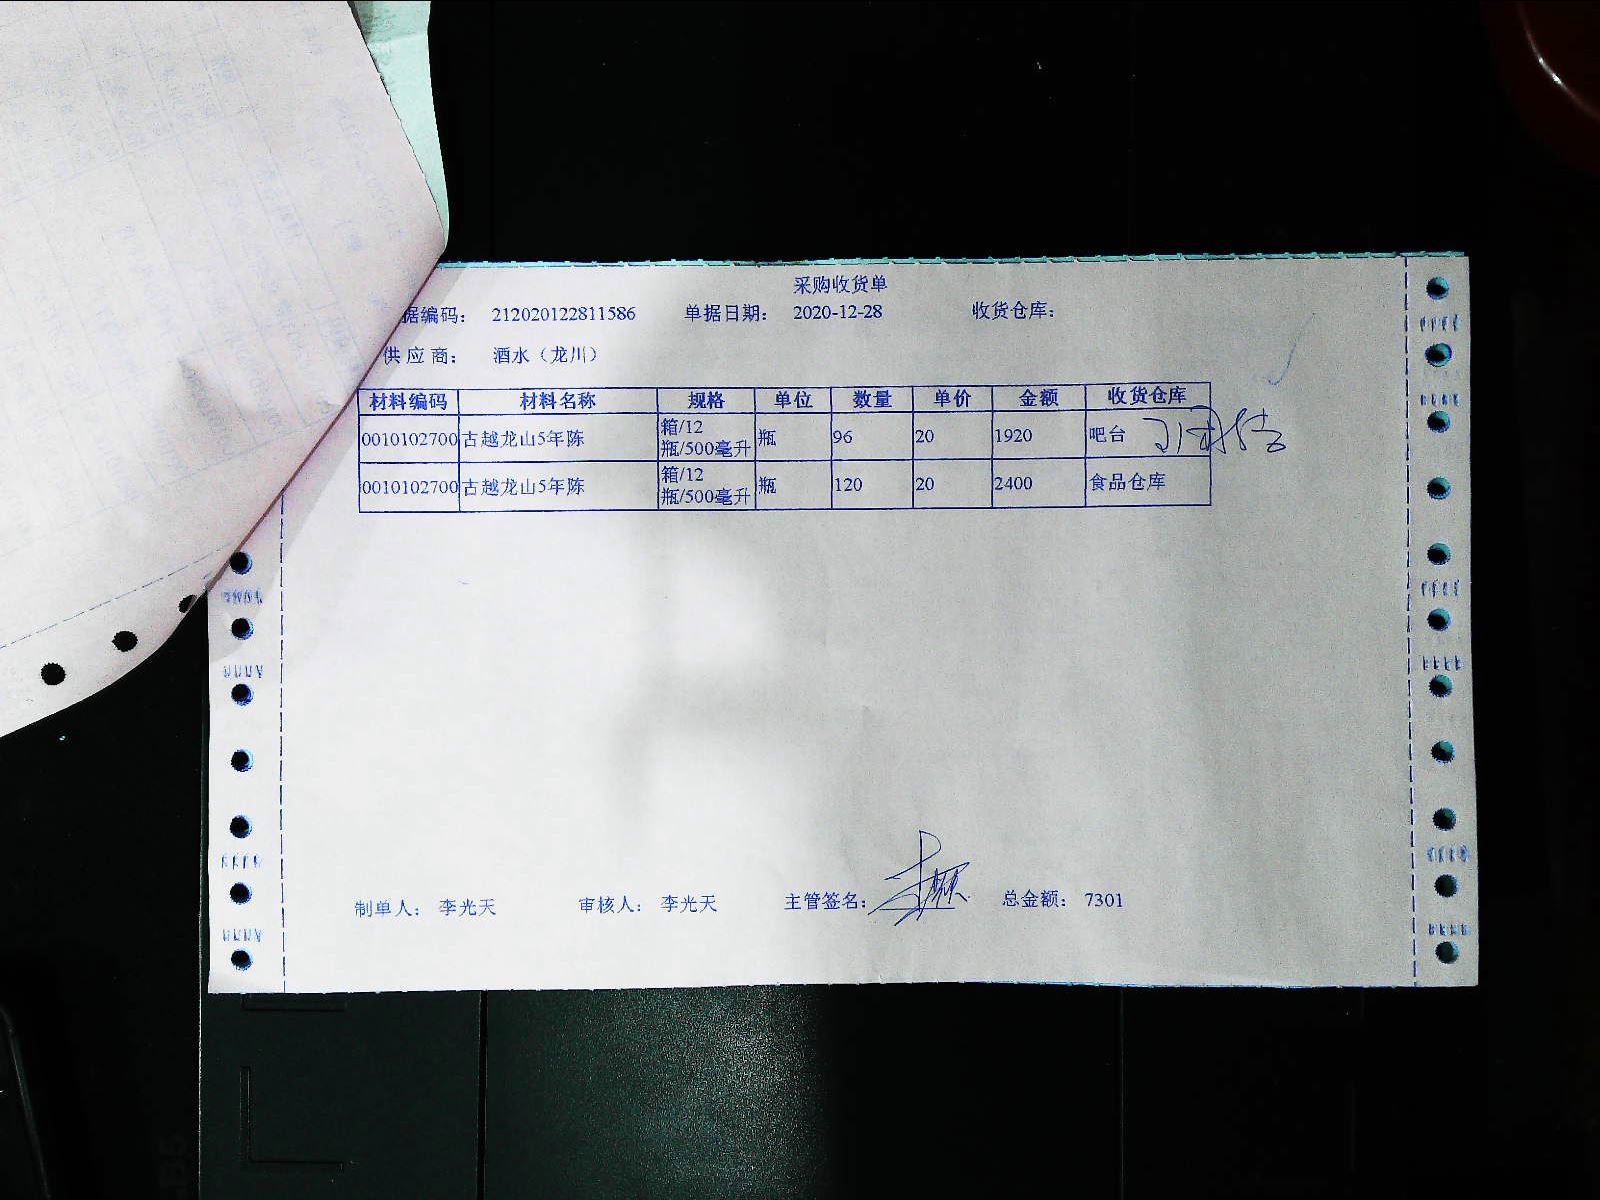 采购收货单
据编码： 212020122811586 单据日期： 2020-12-28 收货仓库：
供 应 商： 酒水（龙川）
材料编码 材料名称 规格 单位 数量 单价 金额 收货仓库
0010102700 古越龙山5年陈 箱/12瓶/500毫升 瓶 96 20 1920 吧台
0010102700 古越龙山5年陈 箱/12瓶/500毫升 瓶 120 20 2400 食品仓库
制单人： 李光天 审核人： 李光天 主管签名： 总金额： 7301